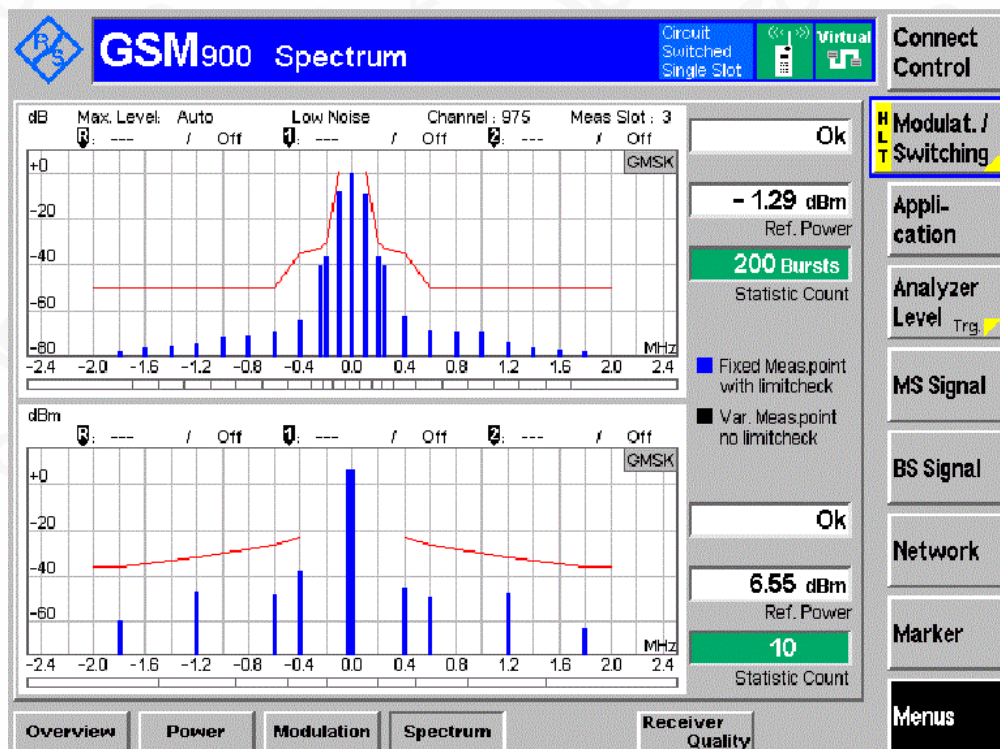 R/S
GSM900 Spectrum
Circuit Switched Single Slot
Virtual
Connect Control
dB Max. Level: Auto Low Noise Channel : 975 Meas Slot : 3
R: --- / Off 1: --- / Off 2: --- / Off
GMSK
+0
-20
-40
-60
-80
MHz
-2.4 -2.0 -1.6 -1.2 -0.8 -0.4 0.0 0.4 0.8 1.2 1.6 2.0 2.4
Ok
- 1.29 dBm
Ref. Power
200 Bursts
Statistic Count
Fixed Meas.point
with limitcheck
Var. Meas.point
no limitcheck
dBm
R: --- / Off 1: --- / Off 2: --- / Off
GMSK
+0
-20
-40
-60
MHz
-2.4 -2.0 -1.6 -1.2 -0.8 -0.4 0.0 0.4 0.8 1.2 1.6 2.0 2.4
Ok
6.55 dBm
Ref. Power
10
Statistic Count
HLT
Modulat. /
Switching
Appli-
cation
Analyzer
Level Trg.
MS Signal
BS Signal
Network
Marker
Menus
Overview
Power
Modulation
Spectrum
Receiver
Quality